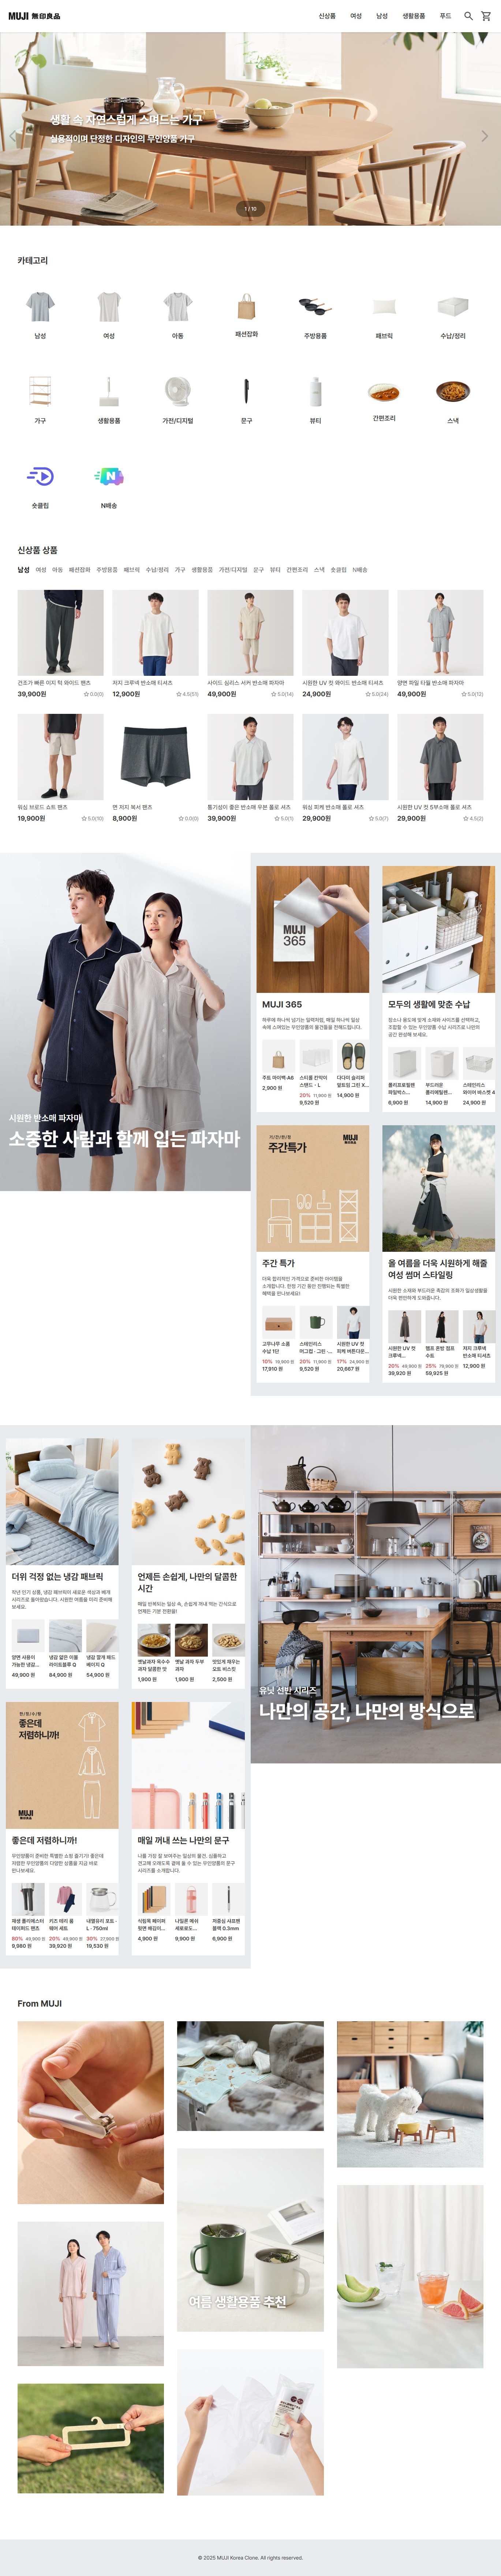 MUJI 無印良品
신상품 여성 남성 생활용품 푸드
생활 속 자연스럽게 스며드는 가구
실용적이며 단정한 디자인의 무인양품 가구
1 / 10
카테고리
남성 여성 아동 패션잡화 주방용품 패브릭 수납/정리
가구 생활용품 가전/디지털 문구 뷰티 간편조리 스낵
숏클립 N배송
신상품 상품
남성 여성 아동 패션잡화 주방용품 패브릭 수납/정리 가구 생활용품 가전/디지털 문구 뷰티 간편조리 스낵 숏클립 N배송
건조가 빠른 이지 턱 와이드 팬츠
39,900원 0.0(0)
저지 크루넥 반소매 티셔츠
12,900원 4.0(51)
사이드 심리스 서커 반소매 파자마
49,900원 5.0(14)
시원한 UV 컷 와이드 반소매 티셔츠
24,900원 5.0(24)
양면 파일 타월 반소매 파자마
49,900원 5.0(12)
워싱 브로드 쇼트 팬츠
19,900원 5.0(10)
면 저지 복서 팬츠
8,900원 0.0(0)
통기성이 좋은 반소매 우븐 폴로 셔츠
39,900원 5.0(1)
워싱 피케 반소매 폴로 셔츠
29,900원 5.0(7)
시원한 UV 컷 5부소매 폴로 셔츠
29,900원 4.5(2)
시원한 반소매 파자마
소중한 사람과 함께 입는 파자마
MUJI
365
MUJI 365
하루에 하나씩 넘기는 달력처럼, 매일 하나씩 일상
속에 스며있는 무인양품의 물건들을 전해드립니다.
주트 마이백 A6
2,900 원
스티롤 칸막이
스탠드・L
20% 11,900 원
9,520 원
다다미 슬리퍼
말트임 그린 X...
14,900 원
모두의 생활에 맞춘 수납
장소나 용도에 맞게 소재와 사이즈를 선택하고,
조합할 수 있는 무인양품 수납 시리즈로 나만의
공간 완성해 보세요.
폴리프로필렌
파일박스...
6,900 원
부드러운
폴리에틸렌...
14,900 원
스테인리스
와이어 바스켓 4
24,900 원
기/간/한/정
주간특가
MUJI
無印良品
주간 특가
더욱 합리적인 가격으로 준비한 아이템을
소개합니다. 한정 기간 동안 진행되는 특별한
혜택을 만나보세요!
고무나무 소품
수납 1단
10% 19,900 원
17,910 원
스테인리스
머그컵 · 그린 ·...
20% 11,900 원
9,520 원
시원한 UV 컷
피케 버튼다운...
17% 24,900 원
20,667 원
올 여름을 더욱 시원하게 해줄
여성 썸머 스타일링
시원한 소재와 부드러운 촉감의 조화가 일상생활을
더욱 편안하게 도와줍니다.
시원한 UV 컷
크루넥...
20% 49,900 원
39,920 원
헴프 혼방 점프
수트
25% 79,900 원
59,925 원
저지 크루넥
반소매 티셔츠
12,900 원
더위 걱정 없는 냉감 패브릭
작년 인기 상품, 냉감 패브릭이 새로운 색상과 베개
시리즈로 돌아왔습니다. 시원한 여름을 미리 준비해
보세요.
양면 사용이
가능한 냉감...
49,900 원
냉감 얇은 이불
라이트블루 Q
84,900 원
냉감 깔개 패드
베이지 Q
54,900 원
언제든 손쉽게, 나만의 달콤한
시간
매일 반복되는 일상 속, 손쉽게 꺼내 먹는 간식으로
언제든 기분 전환을!
옛날과자 옥수수
과자 달콤한 맛
1,900 원
옛날 과자 두부
과자
1,900 원
맛있게 깨우는
오트 비스킷
2,500 원
유닛 선반 시리즈
나만의 공간, 나만의 방식으로
한/정/수/량
좋은데
저렴하니까!
MUJI
無印良品
좋은데 저렴하니까!
무인양품이 준비한 특별한 쇼핑 즐기기! 좋은데
저렴한 무인양품의 다양한 상품을 지금 바로
만나보세요.
재생 폴리에스터
테이퍼드 팬츠
80% 49,900 원
9,980 원
키즈 따리 룸
웨어 세트
20% 49,900 원
39,920 원
내열유리 포트 ·
L · 750ml
30% 27,900 원
19,530 원
매일 꺼내 쓰는 나만의 문구
나를 가장 잘 보여주는 일상의 물건. 심플하고
견고해 오래도록 곁에 둘 수 있는 무인양품의 문구
시리즈를 소개합니다.
식림목 페이퍼
뒷면 배김이...
4,900 원
나일론 메쉬
세로로도...
9,900 원
저중심 샤프펜
블랙 0.3mm
6,900 원
From MUJI
여름 생활용품 추천
© 2025 MUJI Korea Clone. All rights reserved.